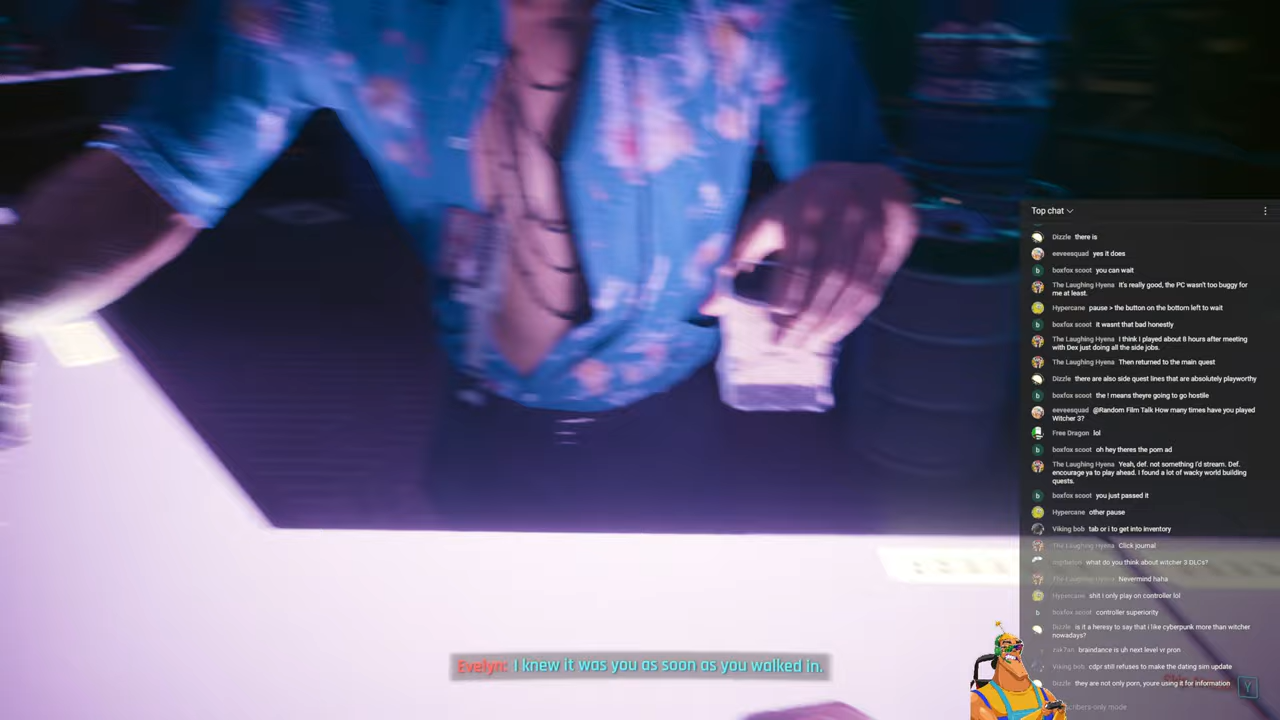 Top chat
Dizzle there is
eeveesquad yes it does
b boxfox scoot you can wait
The Laughing Hyena It's really good, the PC wasn't too buggy for
me at least.
Hypercane pause > the button on the bottom left to wait
b boxfox scoot it wasnt that bad honestly
The Laughing Hyena I think I played about 8 hours after meeting
with Dex just doing all the side jobs.
The Laughing Hyena Then returned to the main quest
Dizzle there are also side quest lines that are absolutely playworthy
b boxfox scoot the ! means theyre going to go hostile
eeveesquad @Random Film Talk How many times have you played
Witcher 3?
Free Dragon lol
b boxfox scoot oh hey theres the porn ad
The Laughing Hyena Yeah, def. not something I'd stream. Def.
encourage ya to play ahead. I found a lot of wacky world building
quests.
b boxfox scoot you just passed it
Hypercane other pause
Viking bob tab or i to get into inventory
The Laughing Hyena Click journal
what do you think about witcher 3 DLCs?
The Laughing Hyena Nevermind haha
Hypercane shit I only play on controller lol
b boxfox scoot controller superiority
Dizzle is it a heresy to say that i like cyberpunk more than witcher
nowadays?
braindance is uh next level vr pron
Viking bob cdpr still refuses to make the dating sim update
Dizzle they are not only porn, youre using it for information
Y
scribers-only mode
Evelyn: I knew it was you as soon as you walked in.